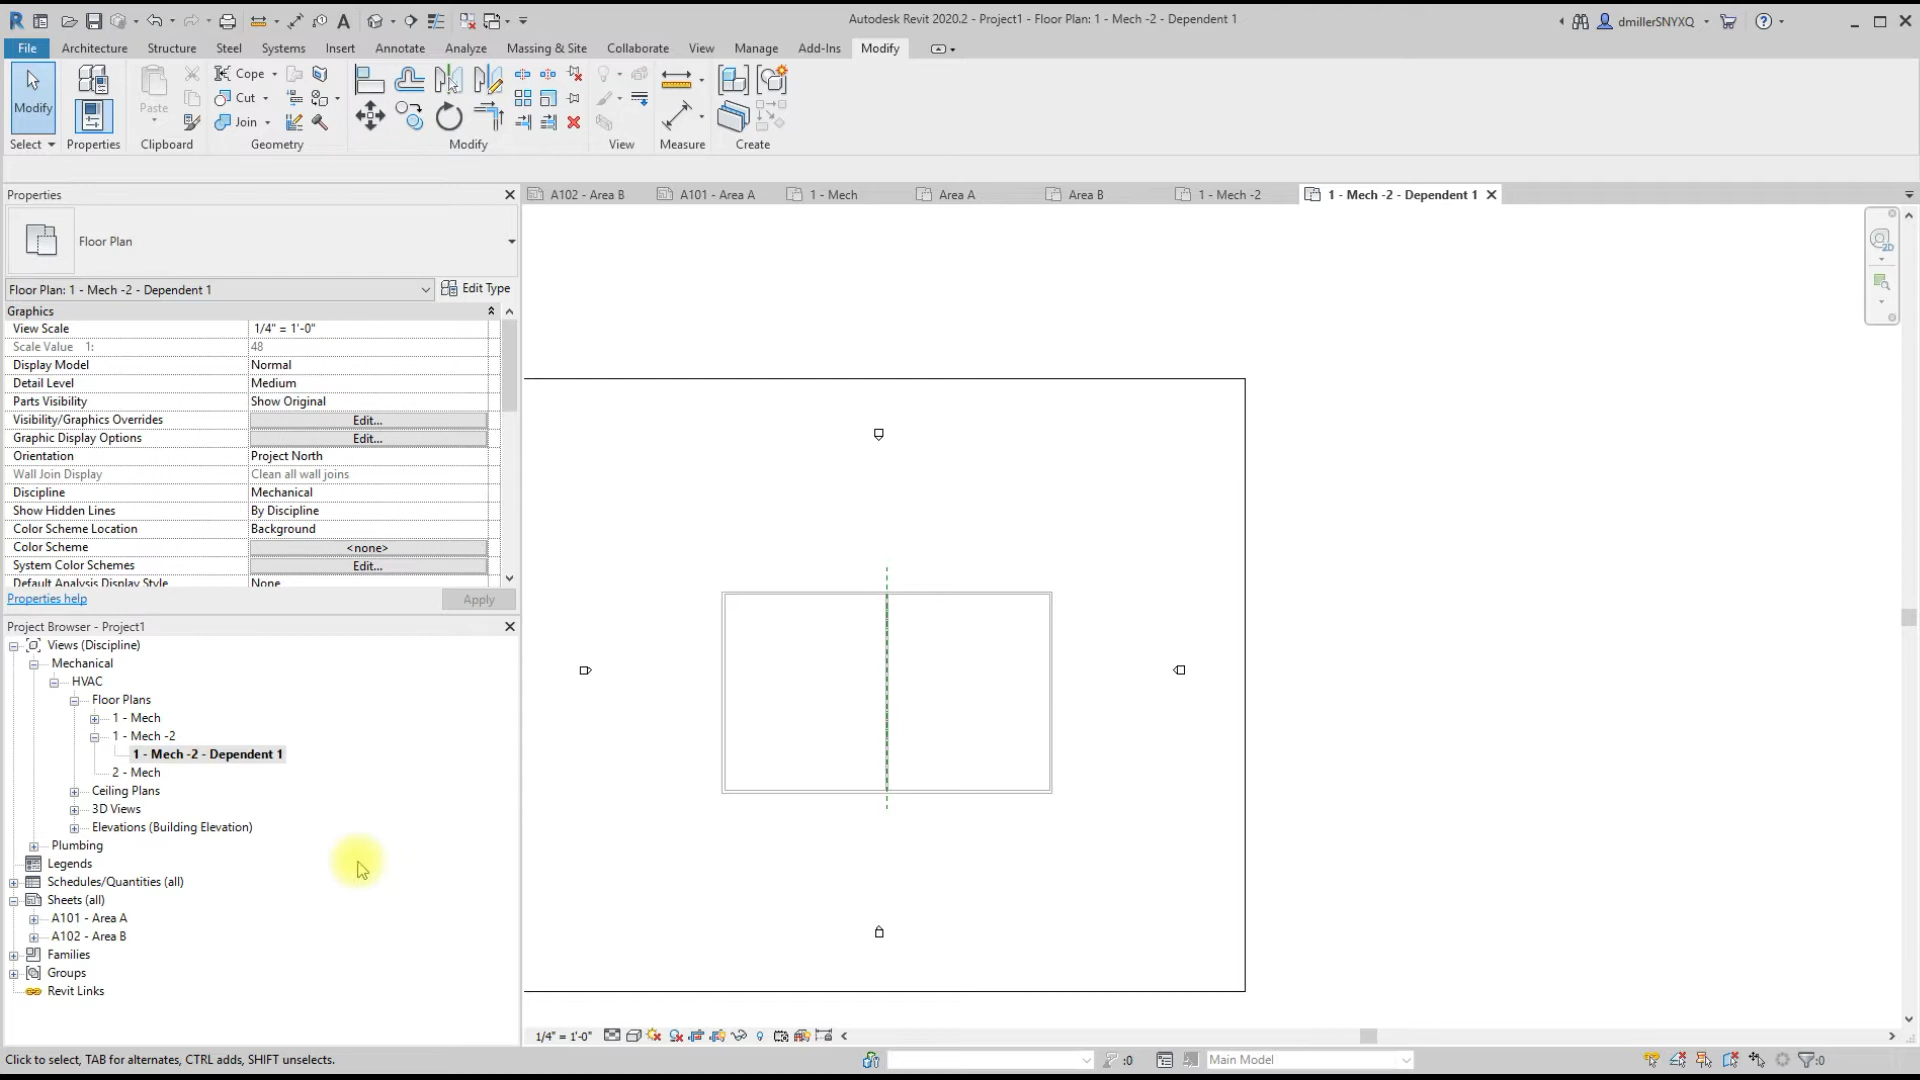 Autodesk Revit 2020.2 - Project1 - Floor Plan: 1 - Mech -2 - Dependent 1
dmillerSNYXQ
File Architecture Structure Steel Systems Insert Annotate Analyze Massing & Site Collaborate View Manage Add-Ins Modify
Modify
Paste
Cope
Cut
Join
Select Properties Clipboard Geometry Modify View Measure Create
Properties
A102 - Area B
A101 - Area A
1 - Mech
Area A
Area B
1 - Mech -2
1 - Mech -2 - Dependent 1
2D
Floor Plan
Floor Plan: 1 - Mech -2 - Dependent 1
Edit Type
Graphics
View Scale 1/4" = 1'-0"
Scale Value 1: 48
Display Model Normal
Detail Level Medium
Parts Visibility Show Original
Visibility/Graphics Overrides Edit...
Graphic Display Options Edit...
Orientation Project North
Wall Join Display Clean all wall joins
Discipline Mechanical
Show Hidden Lines By Discipline
Color Scheme Location Background
Color Scheme <none>
System Color Schemes Edit...
Default Analysis Display Style None
Properties help
Apply
Project Browser - Project1
Views (Discipline)
Mechanical
HVAC
Floor Plans
1 - Mech
1 - Mech -2
1 - Mech -2 - Dependent 1
2 - Mech
Ceiling Plans
3D Views
Elevations (Building Elevation)
Plumbing
Legends
Schedules/Quantities (all)
Sheets (all)
A101 - Area A
A102 - Area B
Families
Groups
Revit Links
1/4" = 1'-0"
Click to select, TAB for alternates, CTRL adds, SHIFT unselects.
:0
Main Model
:0